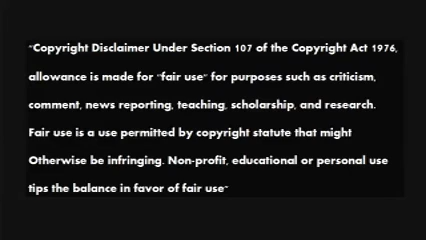 "Copyright Disclaimer Under Section 107 of the Copyright Act 1976,
allowance is made for "fair use" for purposes such as criticism,
comment, news reporting, teaching, scholarship, and research.
Fair use is a use permitted by copyright statute that might
Otherwise be infringing. Non-profit, educational or personal use
tips the balance in favor of fair use"